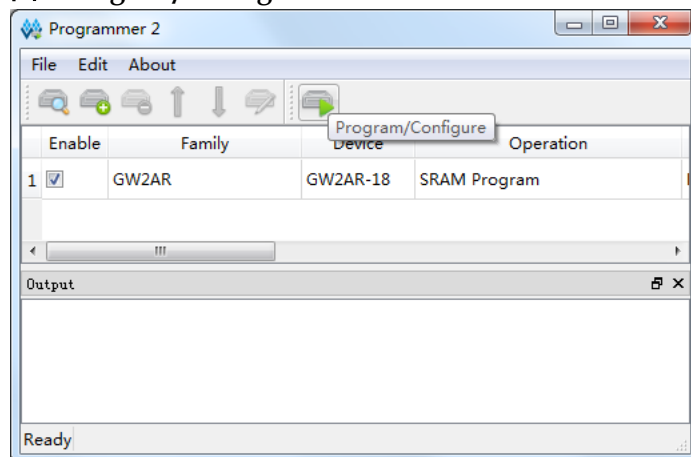 Programmer 2
File Edit About
Program/Configure
Enable Family Device Operation
1 GW2AR GW2AR-18 SRAM Program
Output
Ready